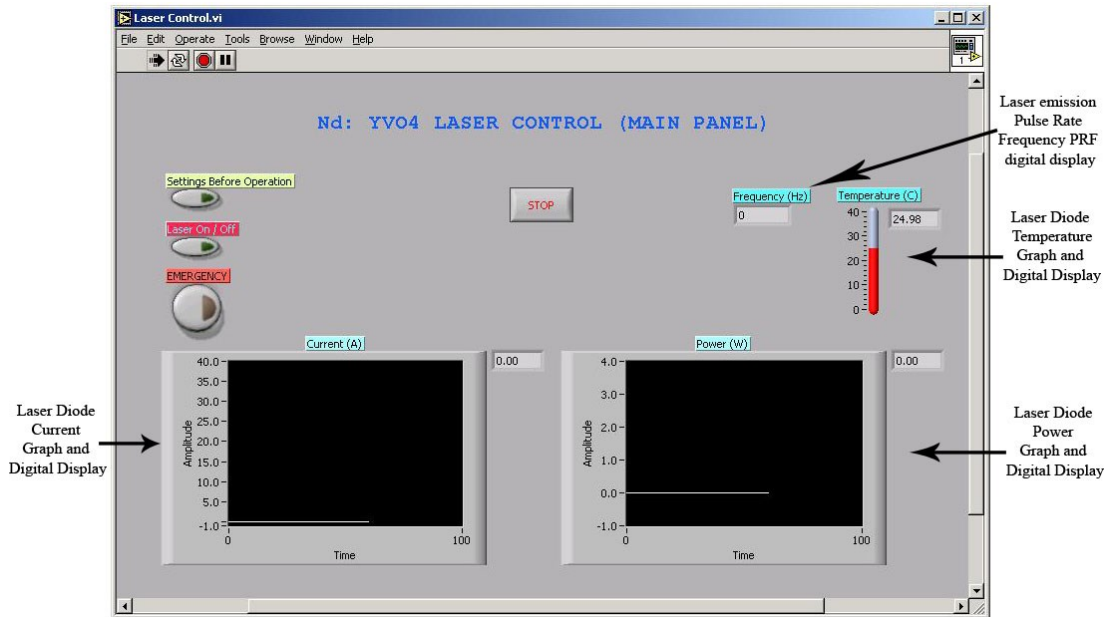 Laser Control.vi
File Edit Operate Tools Browse Window Help
1
Nd: YVO4 LASER CONTROL (MAIN PANEL)
Laser emission
Pulse Rate
Frequency PRF
digital display
Settings Before Operation
STOP
Frequency (Hz)
0
Temperature (C)
40
30
20
10
0
24.98
Laser Diode
Temperature
Graph and
Digital Display
Laser On / Off
EMERGENCY
Current (A)
0.00
40.0
35.0
30.0
25.0
20.0
15.0
10.0
5.0
-1.0
Amplitude
0
100
Time
Laser Diode
Current
Graph and
Digital Display
Power (W)
0.00
4.0
3.0
2.0
1.0
0.0
-1.0
Amplitude
0
100
Time
Laser Diode
Power
Graph and
Digital Display